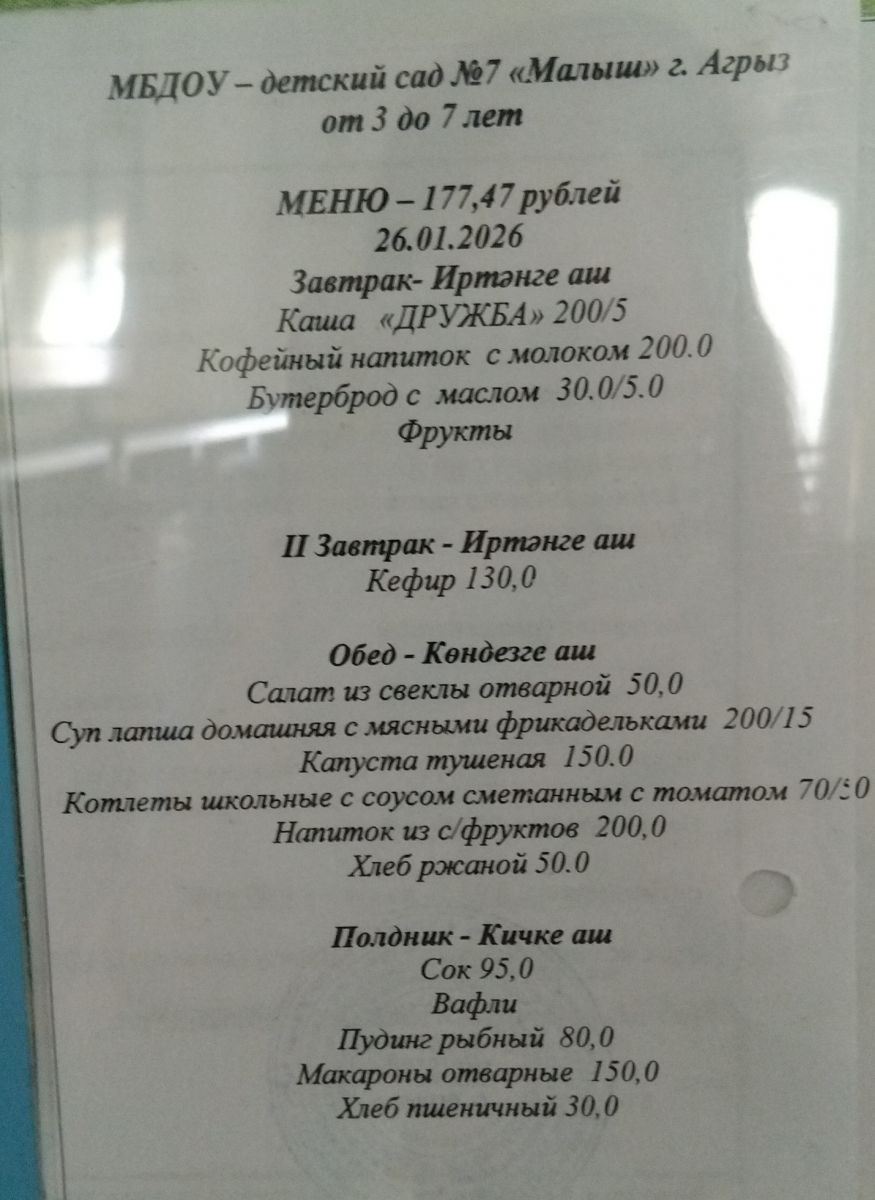 МБДОУ – детский сад №7 «Малыш» г. Агрыз
от 3 до 7 лет
МЕНЮ – 177,47 рублей
26.01.2026
Завтрак- Иртәнге аш
Каша «ДРУЖБА» 200/5
Кофейный напиток с молоком 200.0
Бутерброд с маслом 30.0/5.0
Фрукты
II Завтрак - Иртәнге аш
Кефир 130,0
Обед - Көндезге аш
Салат из свеклы отварной 50,0
Суп лапша домашняя с мясными фрикадельками 200/15
Капуста тушеная 150.0
Котлеты школьные с соусом сметанным с томатом
Напиток из с/фруктов 200,0
Хлеб ржаной 50.0
Полдник - Кичке аш
Сок 95,0
Вафли
Пудинг рыбный 80,0
Макароны отварные 150,0
Хлеб пшеничный 30,0